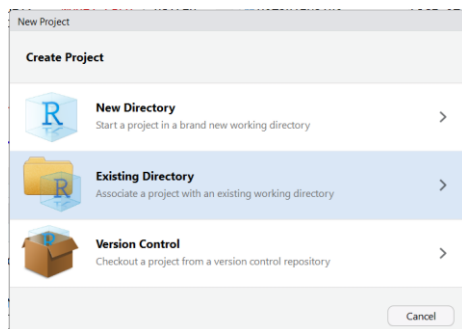 New Project
Create Project
New Directory
Start a project in a brand new working directory
Existing Directory
Associate a project with an existing working directory
Version Control
Checkout a project from a version control repository
Cancel